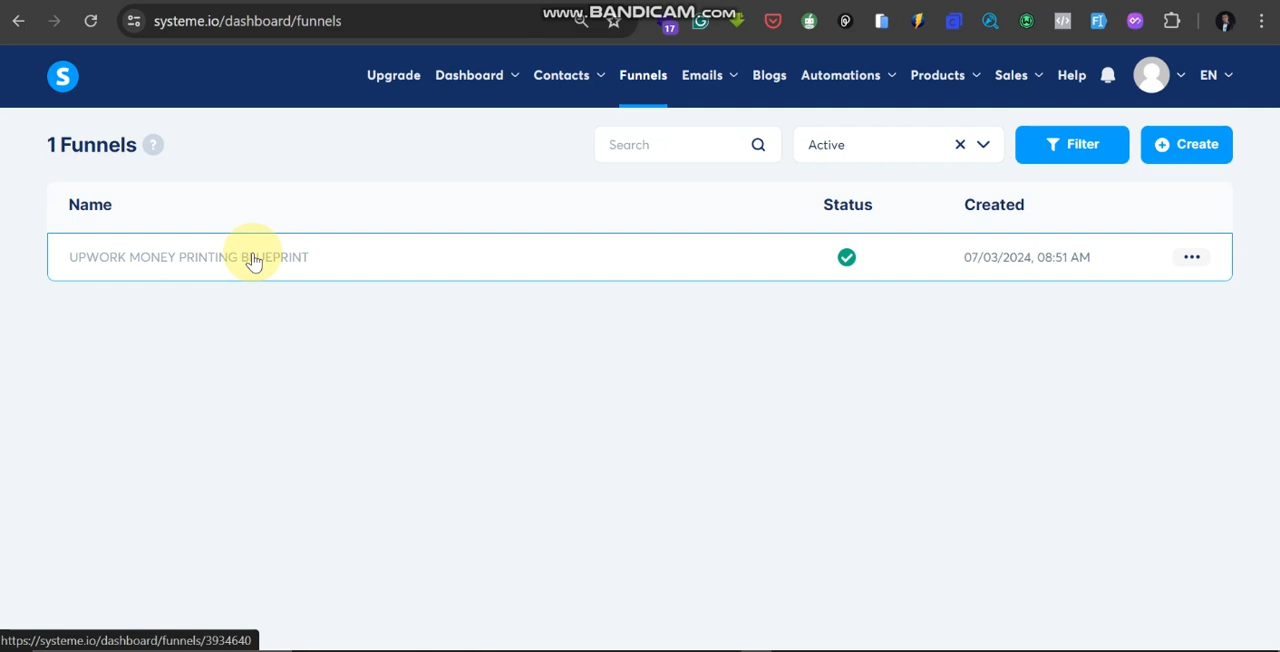 systeme.io/dashboard/funnels
www.BANDICAM.com
17
S
Upgrade Dashboard Contacts Funnels Emails Blogs Automations Products Sales Help EN
1 Funnels ?
Search
Active
Filter
Create
Name Status Created
UPWORK MONEY PRINTING BLUEPRINT 07/03/2024, 08:51 AM
https://systeme.io/dashboard/funnels/3934640